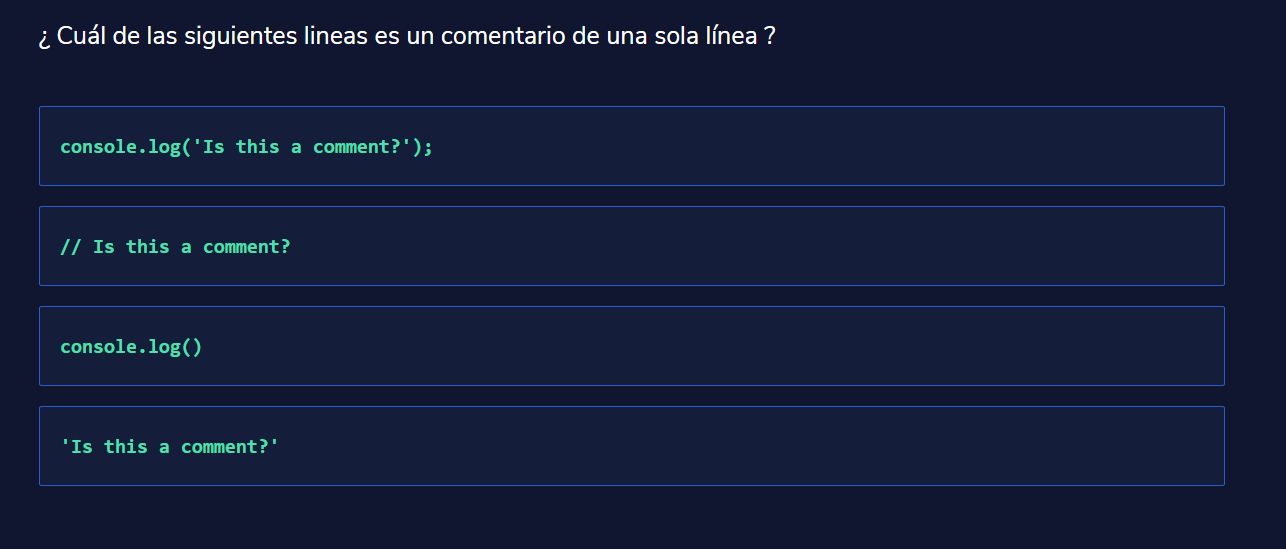 ¿ Cuál de las siguientes lineas es un comentario de una sola línea ?
console.log('Is this a comment?');
// Is this a comment?
console.log()
'Is this a comment?'